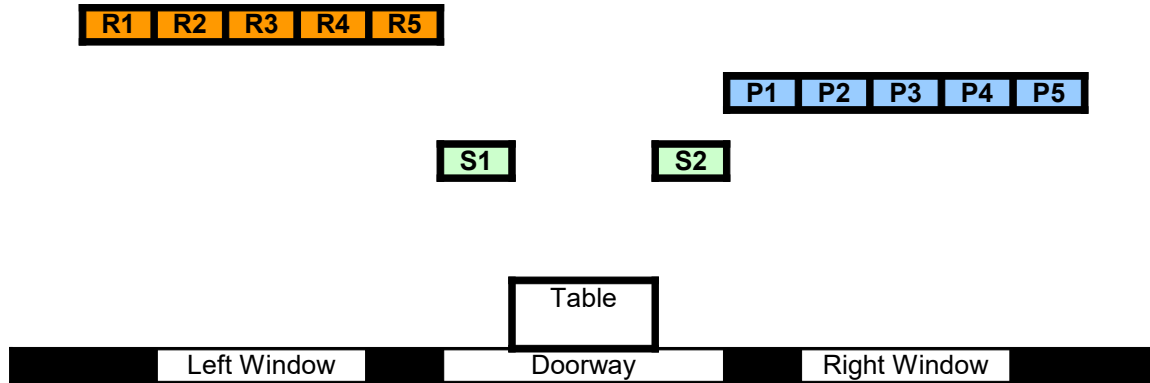 R1 R2 R3 R4 R5
P1 P2 P3 P4 P5
S1 S2
Table
Left Window Doorway Right Window